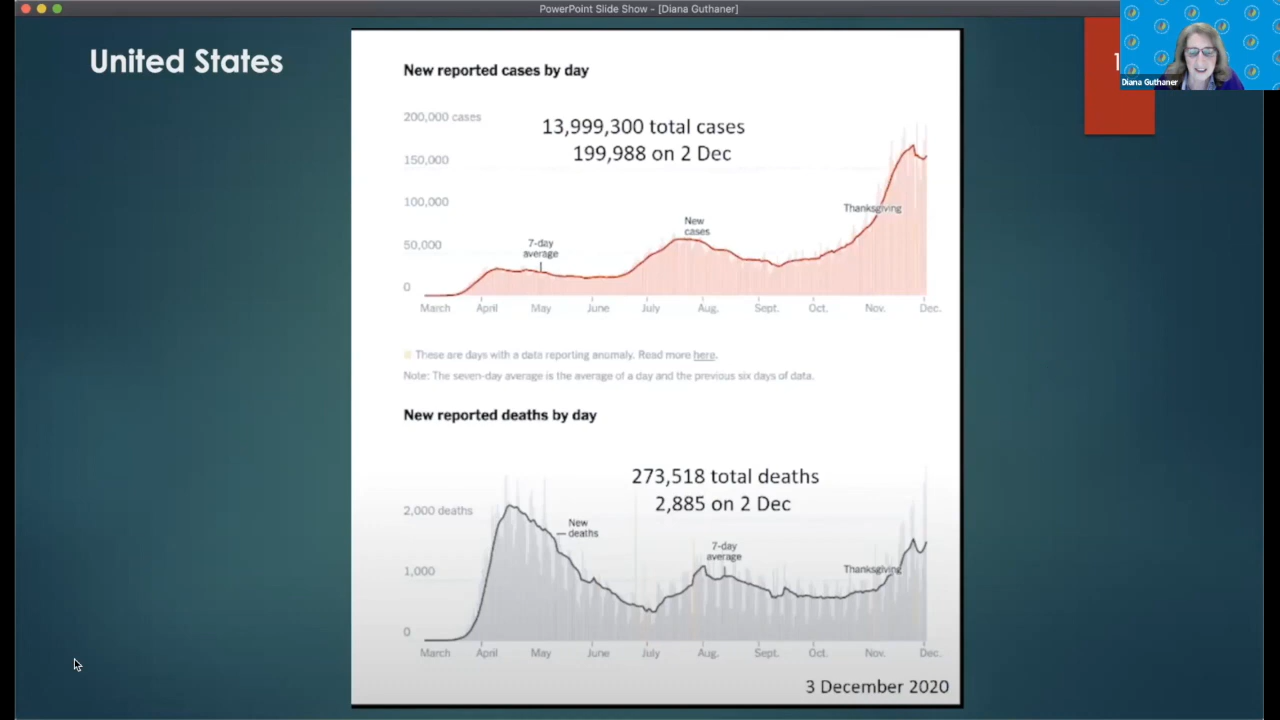 PowerPoint Slide Show - [Diana Guthaner]
United States
Diana Guthaner
New reported cases by day
200,000 cases
13,999,300 total cases
199,988 on 2 Dec
150,000
100,000
Thanksgiving
New
cases
50,000
7-day
average
0
March April May June July Aug. Sept. Oct. Nov. Dec.
These are days with a data reporting anomaly. Read more here.
Note: The seven-day average is the average of a day and the previous six days of data.
New reported deaths by day
273,518 total deaths
2,885 on 2 Dec
2,000 deaths
New
deaths
7-day
average
1,000
Thanksgiving
0
March April May June July Aug. Sept. Oct. Nov. Dec.
3 December 2020